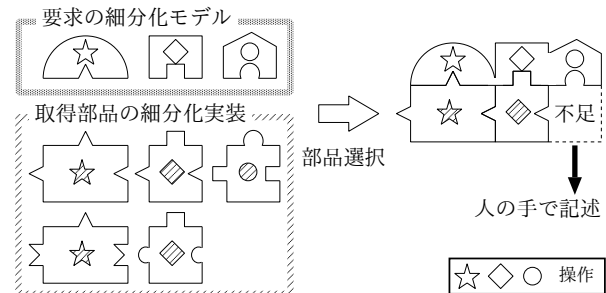 要求の細分化モデル
取得部品の細分化実装
部品選択
不足
人の手で記述
操作